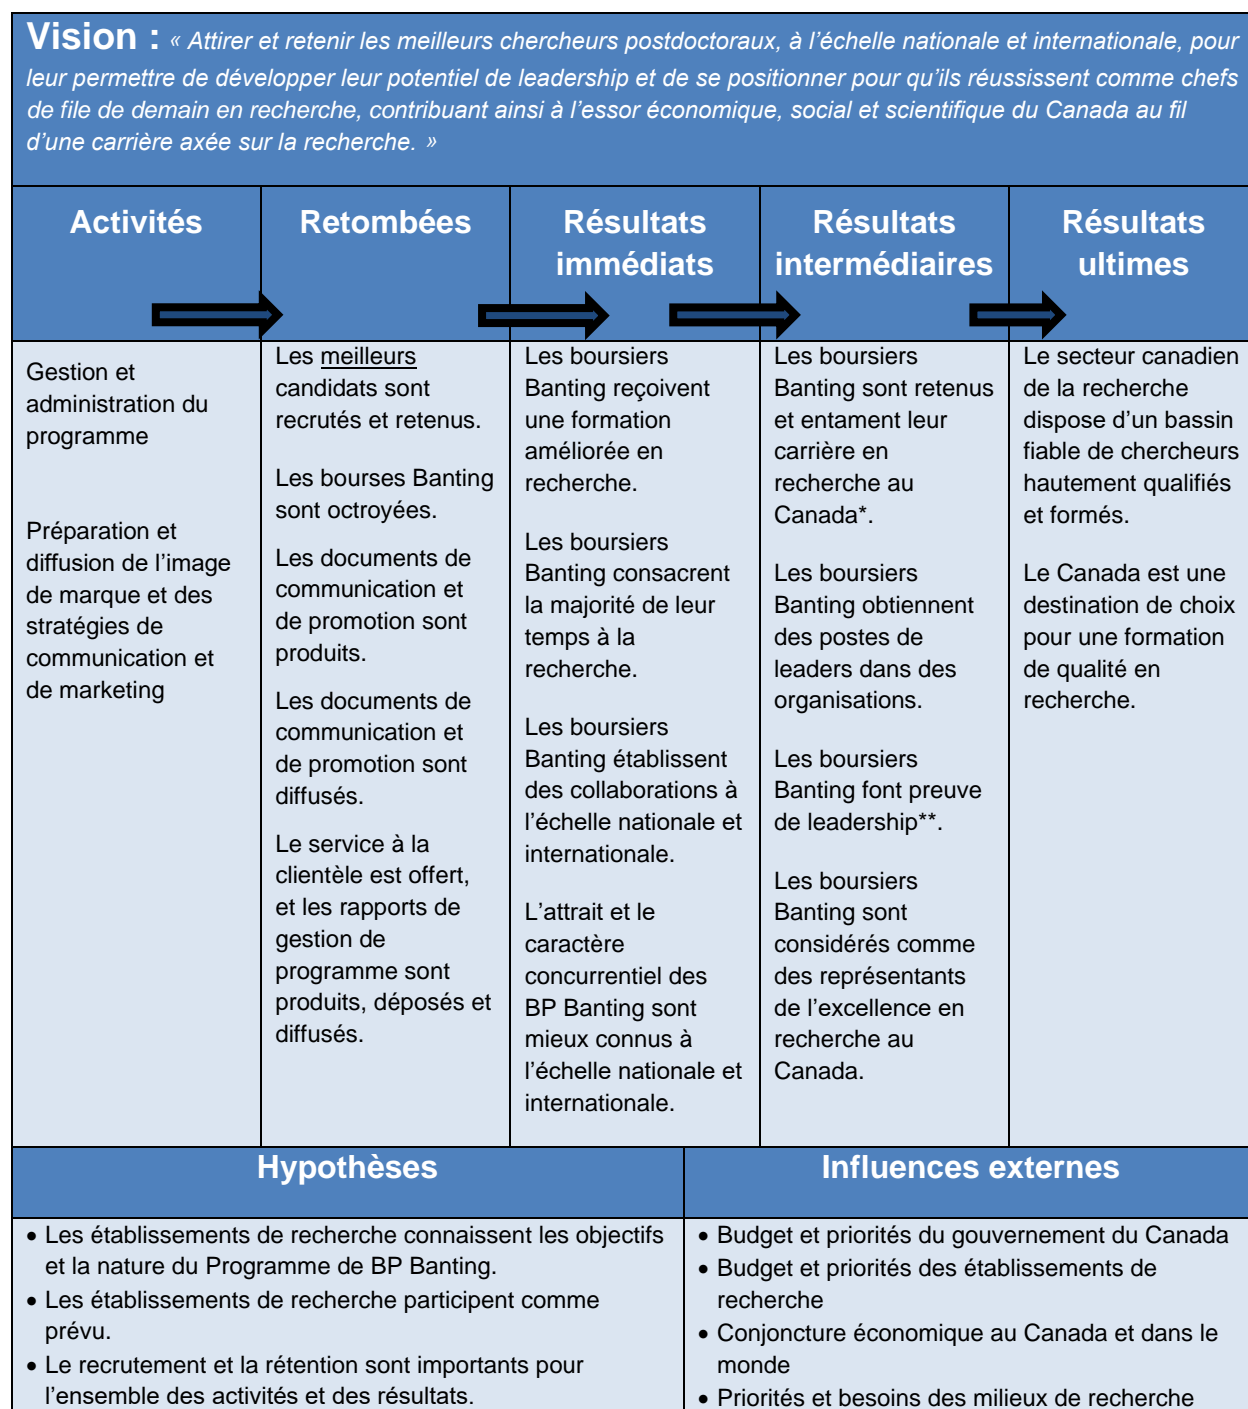 Vision : « Attirer et retenir les meilleurs chercheurs postdoctoraux, à l’échelle nationale et internationale, pour
leur permettre de développer leur potentiel de leadership et de se positionner pour qu’ils réussissent comme chefs
de file de demain en recherche, contribuant ainsi à l’essor économique, social et scientifique du Canada au fil
d’une carrière axée sur la recherche. »
Activités
Retombées
Résultats
immédiats
Résultats
intermédiaires
Résultats
ultimes
Gestion et
administration du
programme
Préparation et
diffusion de l’image
de marque et des
stratégies de
communication et
de marketing
Les meilleurs
candidats sont
recrutés et retenus.
Les bourses Banting
sont octroyées.
Les documents de
communication et
de promotion sont
produits.
Les documents de
communication et
de promotion sont
diffusés.
Le service à la
clientèle est offert,
et les rapports de
gestion de
programme sont
produits, déposés et
diffusés.
Les boursiers
Banting reçoivent
une formation
améliorée en
recherche.
Les boursiers
Banting consacrent
la majorité de leur
temps à la
recherche.
Les boursiers
Banting établissent
des collaborations à
l’échelle nationale et
internationale.
L’attrait et le
caractère
concurrentiel des
BP Banting sont
mieux connus à
l’échelle nationale et
internationale.
Les boursiers
Banting sont retenus
et entament leur
carrière en
recherche au
Canada*.
Les boursiers
Banting obtiennent
des postes de
leaders dans des
organisations.
Les boursiers
Banting font preuve
de leadership**.
Les boursiers
Banting sont
considérés comme
des représentants
de l’excellence en
recherche au
Canada.
Le secteur canadien
de la recherche
dispose d’un bassin
fiable de chercheurs
hautement qualifiés
et formés.
Le Canada est une
destination de choix
pour une formation
de qualité en
recherche.
Hypothèses
• Les établissements de recherche connaissent les objectifs
et la nature du Programme de BP Banting.
• Les établissements de recherche participent comme
prévu.
• Le recrutement et la rétention sont importants pour
l’ensemble des activités et des résultats.
Influences externes
• Budget et priorités du gouvernement du Canada
• Budget et priorités des établissements de
recherche
• Conjoncture économique au Canada et dans le
monde
• Priorités et besoins des milieux de recherche